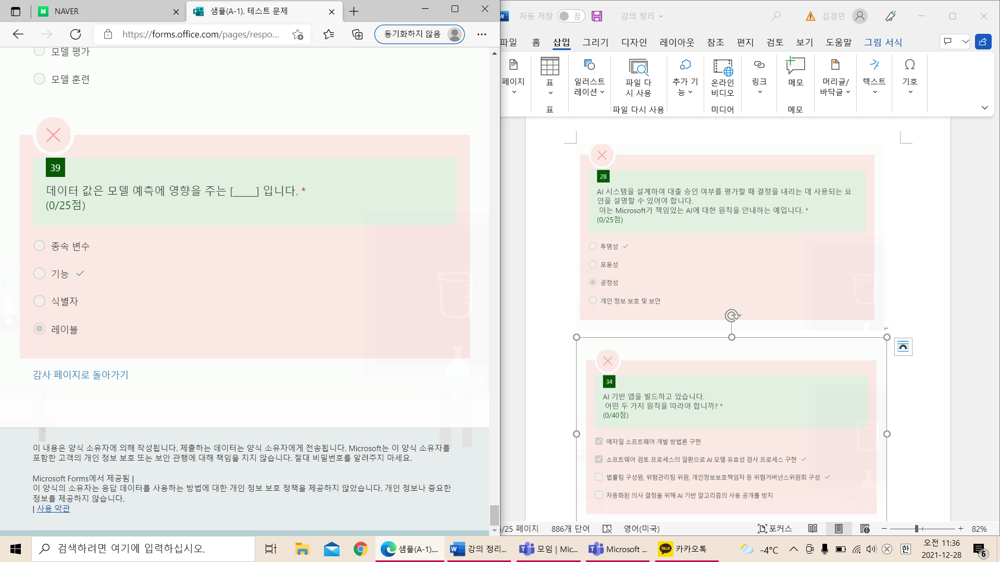 NAVER
샘플(A-1). 테스트 문제
https://forms.office.com/pages/respo...
동기화하지 않음
모델 평가
모델 훈련
39
데이터 값은 모델 예측에 영향을 주는 [_____] 입니다. *
(0/25점)
종속 변수
기능
식별자
레이블
감사 페이지로 돌아가기
이 내용은 양식 소유자에 의해 작성됩니다. 제출하는 데이터는 양식 소유자에게 전송됩니다. Microsoft는 이 양식 소유자를
포함한 고객의 개인 정보 보호 또는 보안 관행에 대해 책임을 지지 않습니다. 절대 비밀번호를 알려주지 마세요.
Microsoft Forms에서 제공됨 |
이 양식의 소유자는 응답 데이터를 사용하는 방법에 대한 개인 정보 보호 정책을 제공하지 않았습니다. 개인 정보나 중요한
정보를 제공하지 않습니다.
| 사용 약관
자동 저장 끔 강의 정리 김경민
파일 홈 삽입 그리기 디자인 레이아웃 참조 편지 검토 보기 도움말 그림 서식
페이지 표 일러스트 파일 다 추가 기 온라인 링크 메모 머리글/ 텍스트 기호
레이션 시 사용 능 비디오 바닥글
표 파일 다시 사용 미디어 메모
28
AI 시스템을 설계하여 대출 승인 여부를 평가할 때 결정을 내리는 데 사용되는 요
인을 설명할 수 있어야 합니다.
이는 Microsoft가 책임있는 AI에 대한 원칙을 안내하는 예입니다. *
(0/25점)
투명성
포용성
공정성
개인 정보 보호 및 보안
34
AI 기반 앱을 빌드하고 있습니다.
어떤 두 가지 원칙을 따라야 합니까? *
(0/40점)
애자일 소프트웨어 개발 방법론 구현
소프트웨어 검토 프로세스의 일환으로 AI 모델 유효성 검사 프로세스 구현
법률팀 구성원, 위험관리팀 위원, 개인정보보호책임자 등 위험거버넌스위원회 구성
자동화된 의사 결정을 위해 AI 기반 알고리즘의 사용 공개를 방지
/25 페이지 886개 단어 영어(미국) 포커스 82%
검색하려면 여기에 입력하십시오.
샘플(A-1).... 강의 정리... 모임 | Mic... Microsoft ... TALK 카카오톡
-4°C 한 오전 11:36
2021-12-28 6